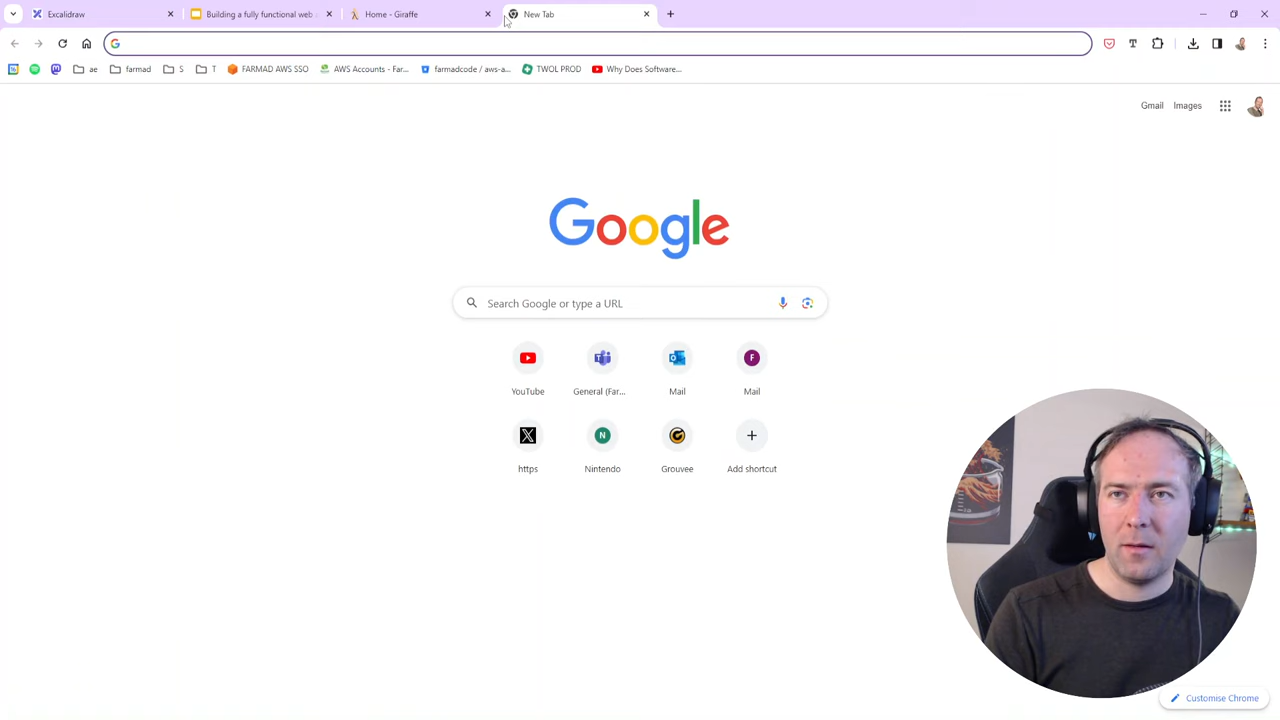 Excalidraw
Building a fully functional web
Home - Giraffe
New Tab
ae
farmad
S
T
FARMAD AWS SSO
AWS Accounts - Far...
farmadcode / aws-a...
TWOL PROD
Why Does Software...
Gmail
Images
Google
Search Google or type a URL
F
YouTube
General (Far...
Mail
Mail
N
https
Nintendo
Grouvee
Add shortcut
Customise Chrome